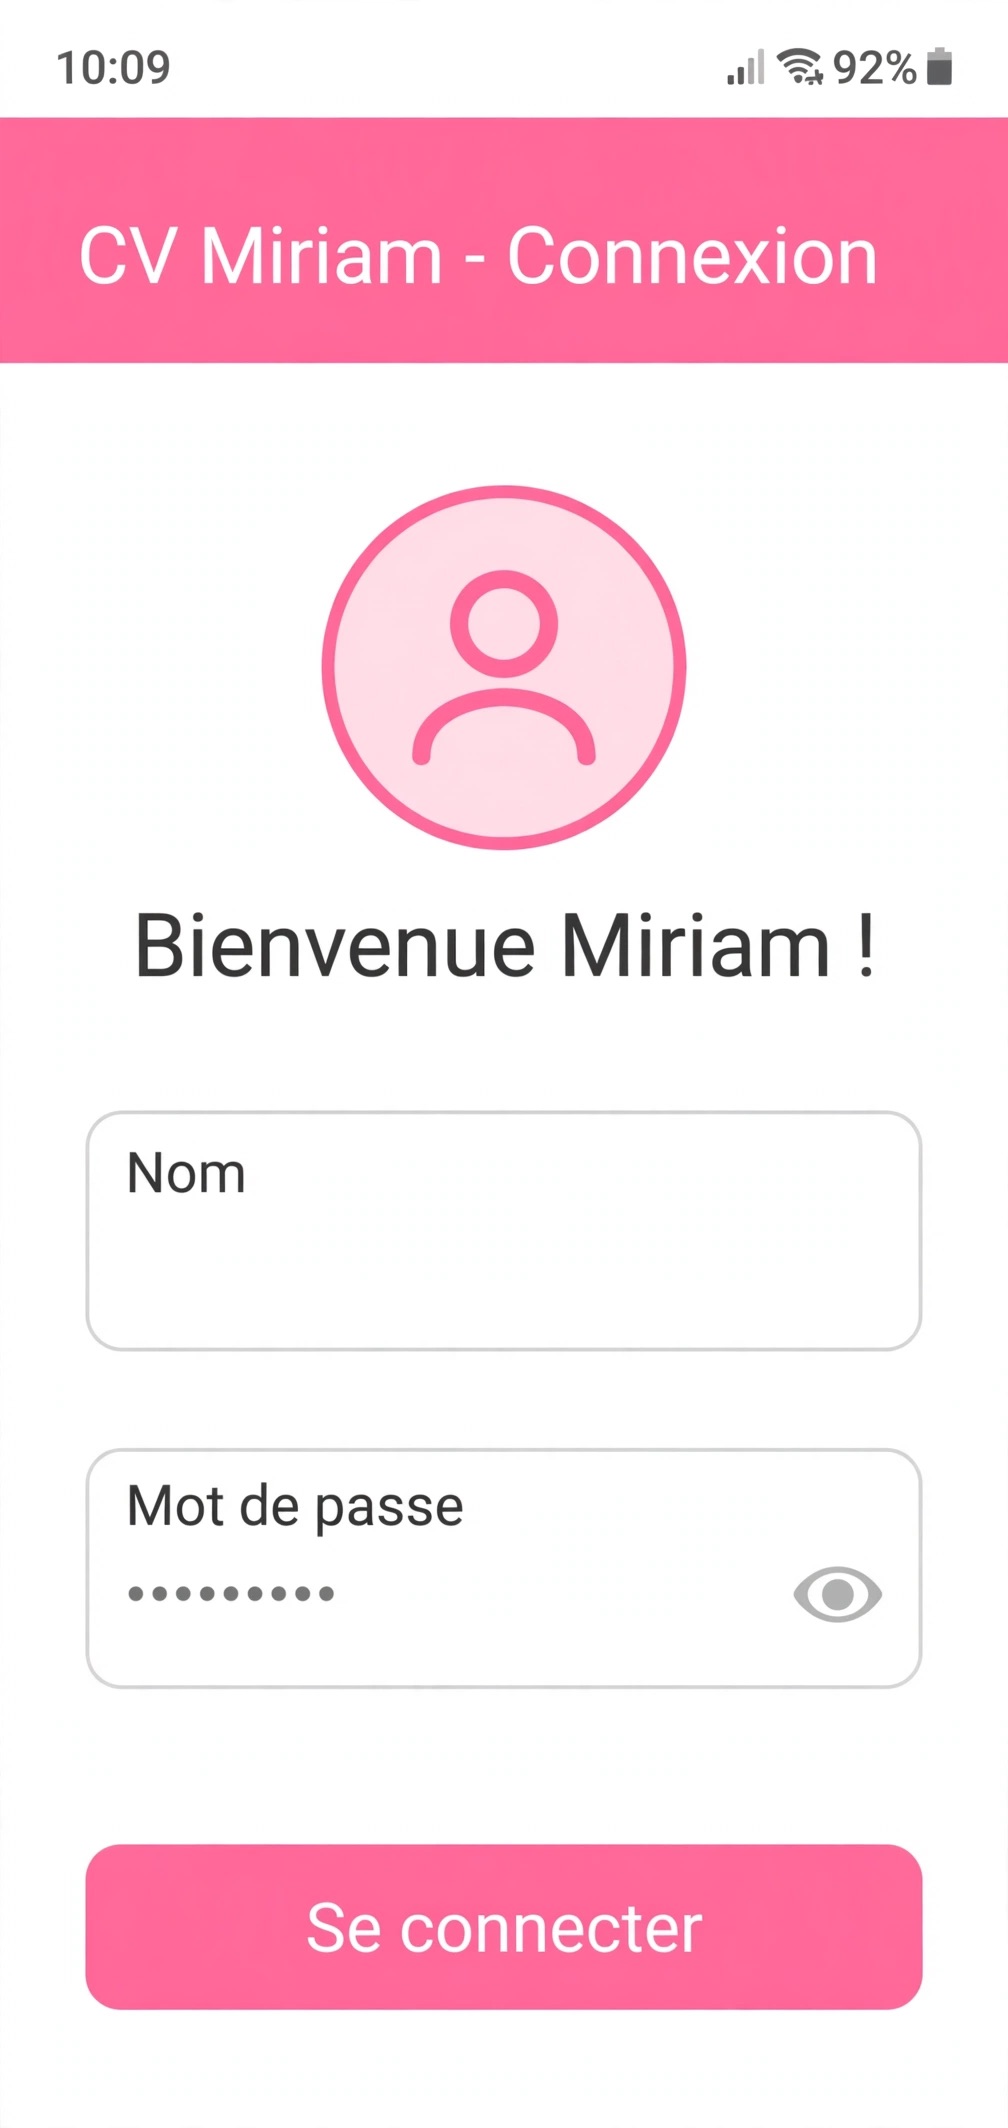 10:09 92%
CV Miriam - Connexion
Bienvenue Miriam !
Nom
Mot de passe
•••••••••
Se connecter